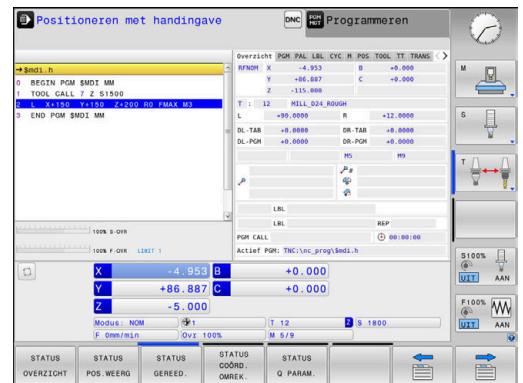 Positioneren met handingave
DNC
PGM MGT
Programmeren
→$mdi.h
0 BEGIN PGM $MDI MM
1 TOOL CALL 7 Z S1500
2 L X+150 Y+150 Z+200 R0 FMAX M3
3 END PGM $MDI MM
100% S-OVR
100% F-OVR LIMIT 1
Overzicht PGM PAL LBL CYC M POS TOOL TT TRANS
RFNOM X -4.953 B +0.000
Y +86.887 C +0.000
Z -115.000
T : 12 MILL_D24_ROUGH
L +90.0000 R +12.0000
DL-TAB +0.0000 DR-TAB +0.0000
DL-PGM +0.0000 DR-PGM +0.0000
M5 M9
P #
LBL
LBL REP
PGM CALL 00:00:00
Actief PGM: TNC:\nc_prog\$mdi.h
X -4.953 B +0.000
Y +86.887 C +0.000
Z -5.000
Modus: NOM 1 T 12 Z S 1800
F 0mm/min Ovr 100% M 5/9
M
S
T
S100%
UIT AAN
F100%
UIT AAN
STATUS OVERZICHT
STATUS POS.WEERG
STATUS GEREED.
STATUS COÖRD. OMREK.
STATUS Q PARAM.